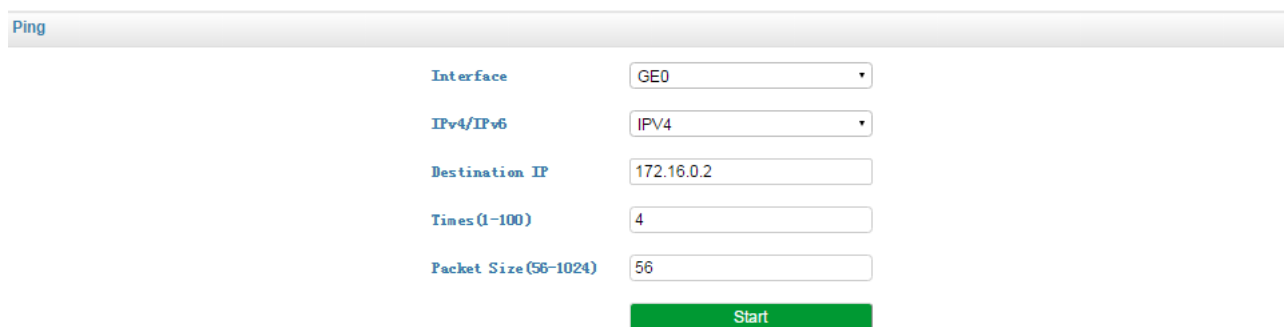 Ping
Interface GE0
IPv4/IPv6 IPV4
Destination IP 172.16.0.2
Times(1-100) 4
Packet Size(56-1024) 56
Start